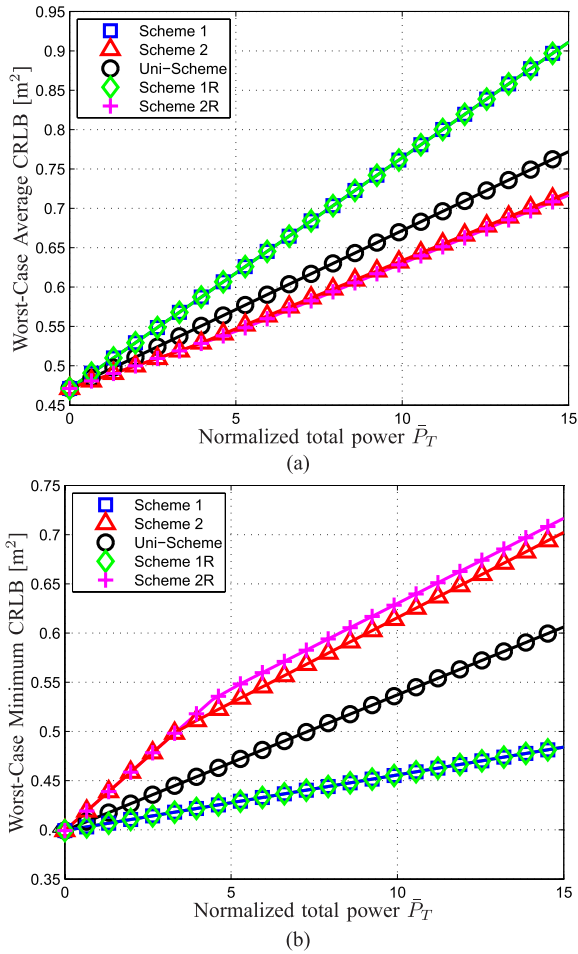 0.95
0.9
0.85
0.8
0.75
0.7
0.65
0.6
0.55
0.5
0.45
Worst-Case Average CRLB [m²]
Scheme 1
Scheme 2
Uni−Scheme
Scheme 1R
Scheme 2R
0 5 10 15
Normalized total power P̄_T
(a)
0.75
0.7
0.65
0.6
0.55
0.5
0.45
0.4
0.35
Worst-Case Minimum CRLB [m²]
Scheme 1
Scheme 2
Uni−Scheme
Scheme 1R
Scheme 2R
0 5 10 15
Normalized total power P̄_T
(b)